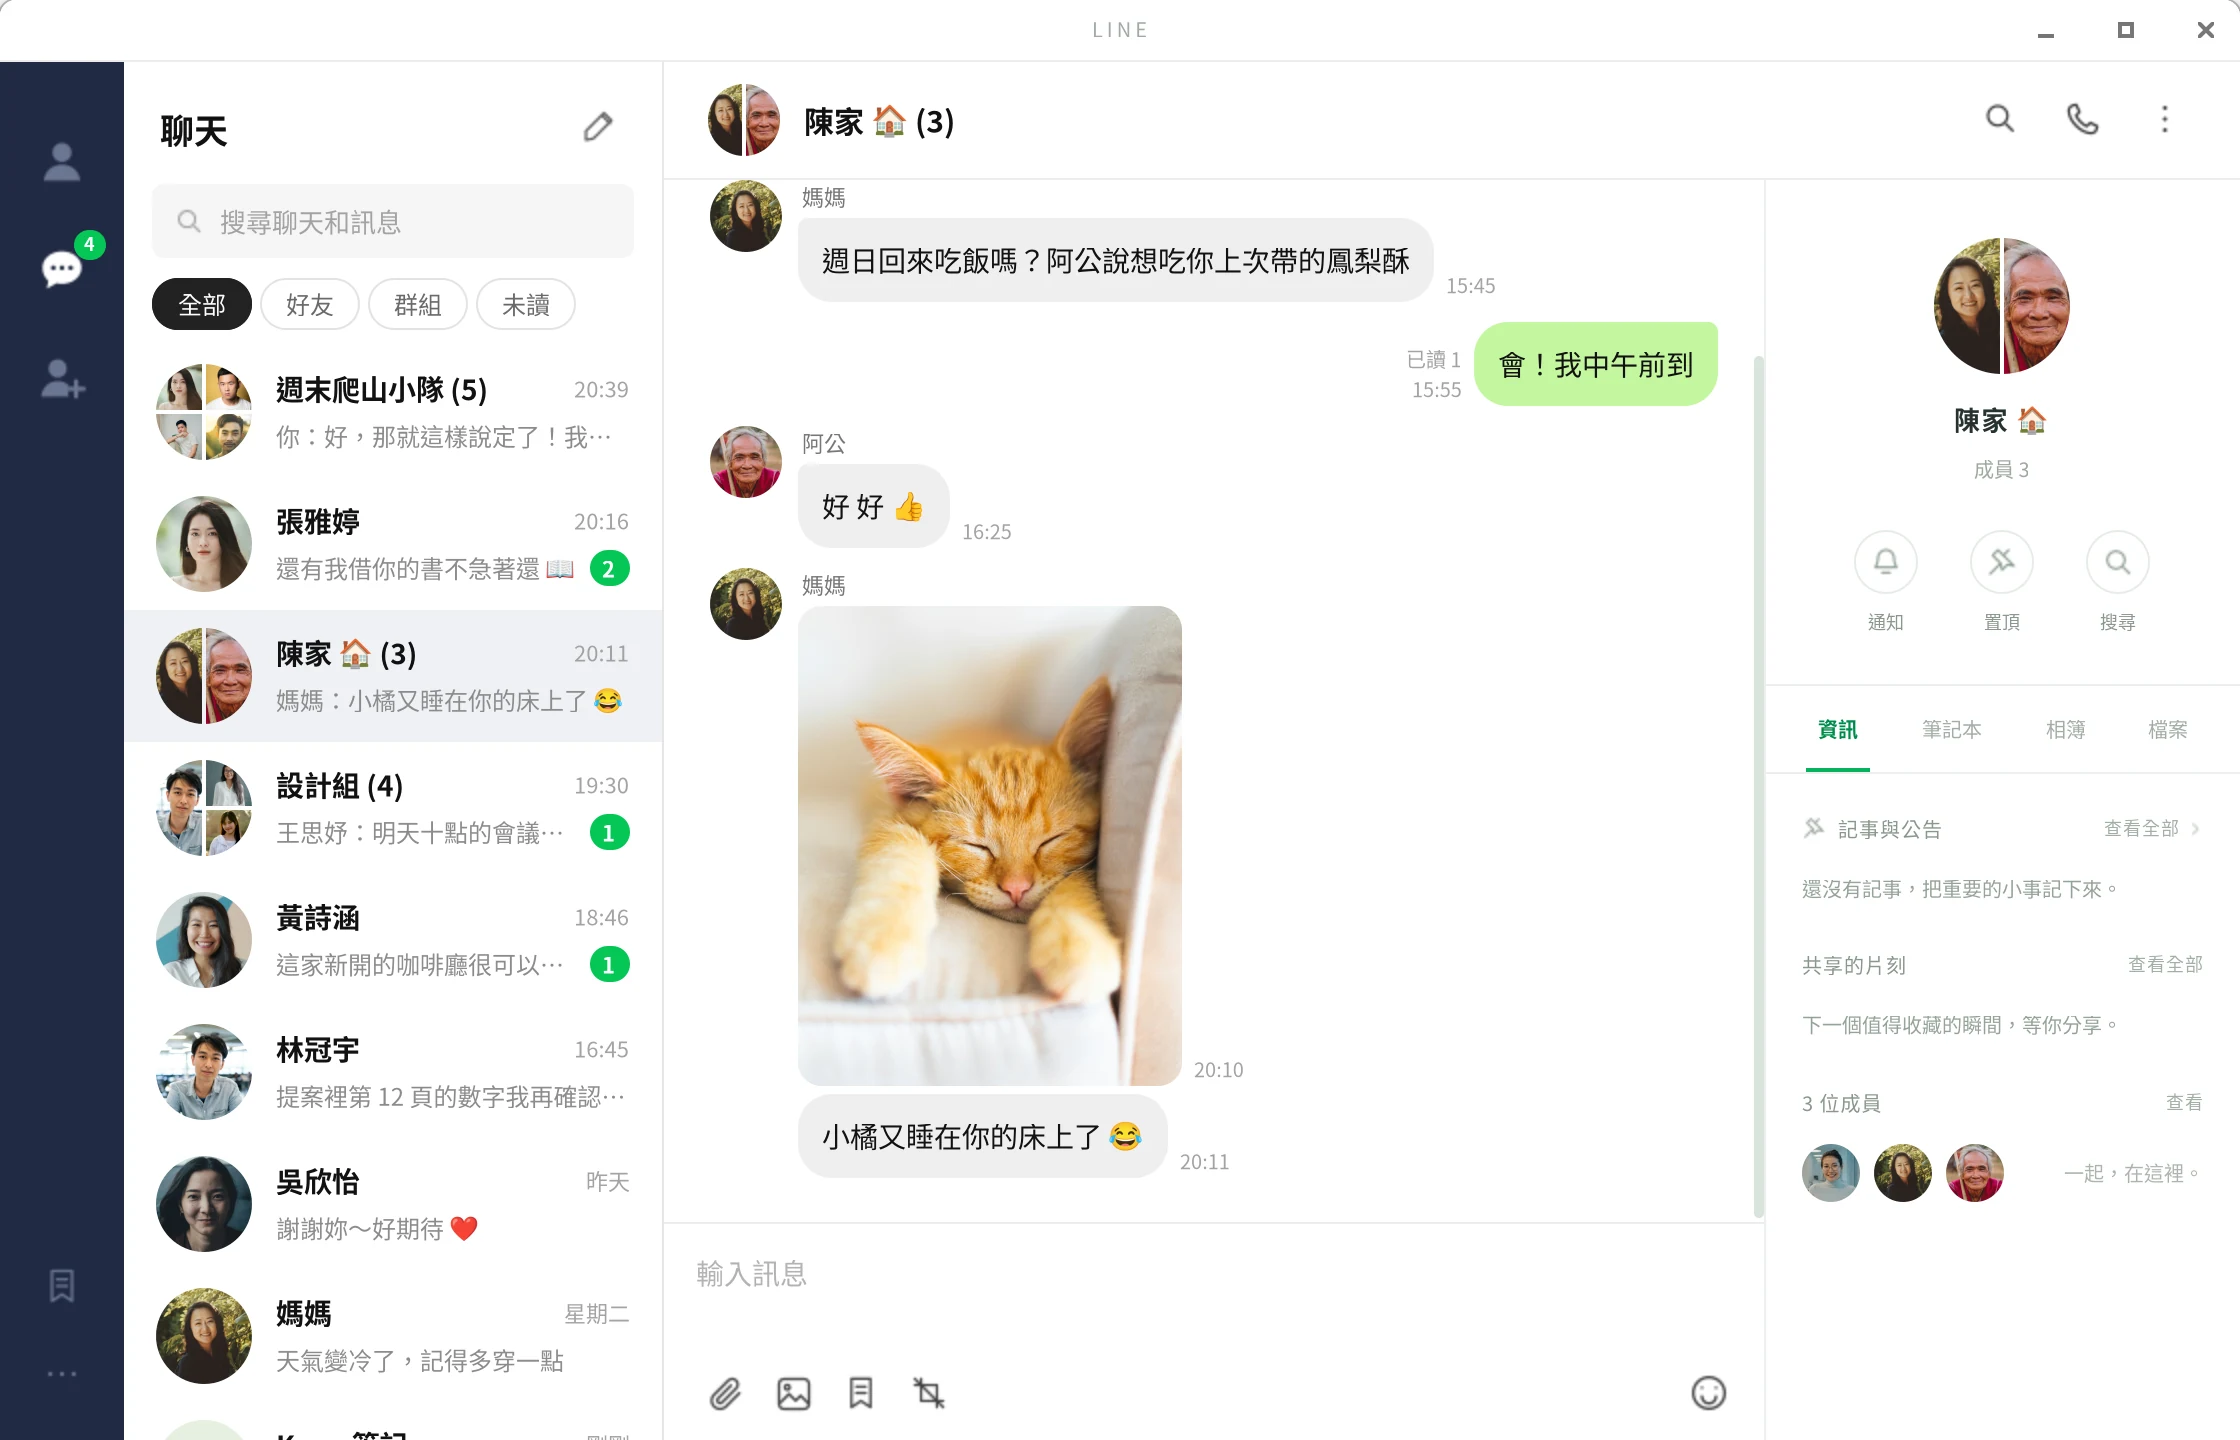 LINE
4
聊天
搜尋聊天和訊息
全部 好友 群組 未讀
週末爬山小隊 (5) 20:39
你：好，那就這樣說定了！我…
張雅婷 20:16
還有我借你的書不急著還 📖 2
陳家 🏠 (3) 20:11
媽媽：小橘又睡在你的床上了 😂
設計組 (4) 19:30
王思妤：明天十點的會議… 1
黃詩涵 18:46
這家新開的咖啡廳很可以… 1
林冠宇 16:45
提案裡第 12 頁的數字我再確認…
吳欣怡 昨天
謝謝妳～好期待 ❤️
媽媽 星期二
天氣變冷了，記得多穿一點
陳家 🏠 (3)
媽媽
週日回來吃飯嗎？阿公說想吃你上次帶的鳳梨酥
15:45
已讀 1
15:55
會！我中午前到
阿公
好 好 👍
16:25
媽媽
20:10
小橘又睡在你的床上了 😂
20:11
輸入訊息
陳家 🏠
成員 3
通知 置頂 搜尋
資訊 筆記本 相簿 檔案
記事與公告 查看全部
還沒有記事，把重要的小事記下來。
共享的片刻 查看全部
下一個值得收藏的瞬間，等你分享。
3 位成員 查看
一起，在這裡。